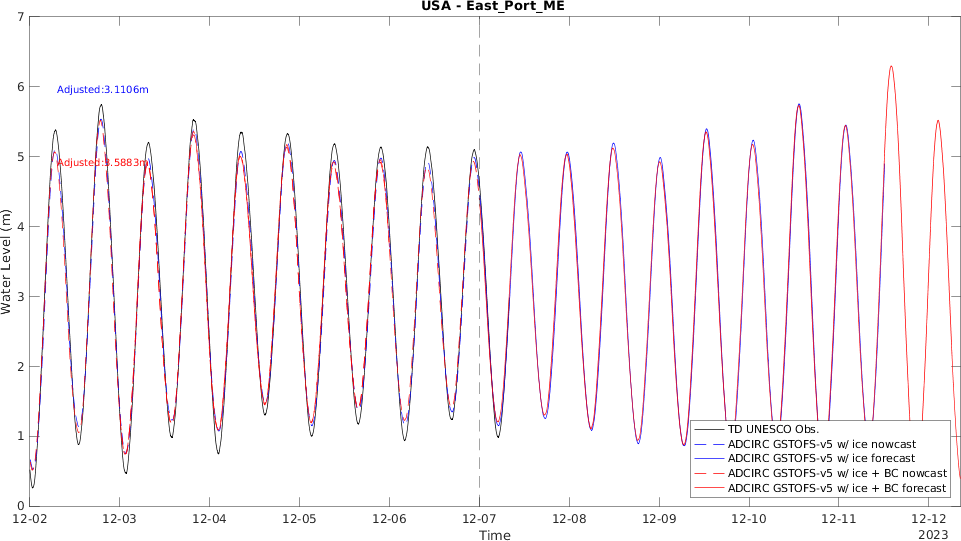 USA - East_Port_ME
7
6
5
4
3
2
1
0
Water Level (m)
Adjusted:3.1106m
Adjusted:3.5883m
TD UNESCO Obs.
ADCIRC GSTOFS-v5 w/ ice nowcast
ADCIRC GSTOFS-v5 w/ ice forecast
ADCIRC GSTOFS-v5 w/ ice + BC nowcast
ADCIRC GSTOFS-v5 w/ ice + BC forecast
12-02 12-03 12-04 12-05 12-06 12-07 12-08 12-09 12-10 12-11 12-12
Time
2023